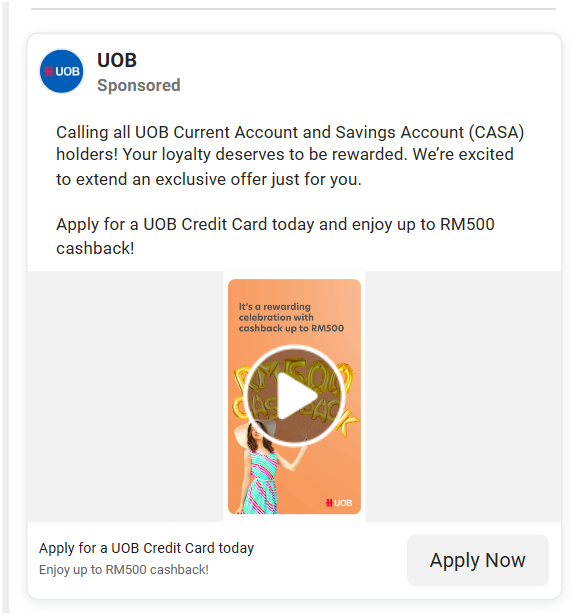 UOB
UOB
Sponsored
Calling all UOB Current Account and Savings Account (CASA)
holders! Your loyalty deserves to be rewarded. We’re excited
to extend an exclusive offer just for you.
Apply for a UOB Credit Card today and enjoy up to RM500
cashback!
It's a rewarding
celebration with
cashback up to RM500
RM500
CASHBACK
UOB
Apply for a UOB Credit Card today
Enjoy up to RM500 cashback!
Apply Now